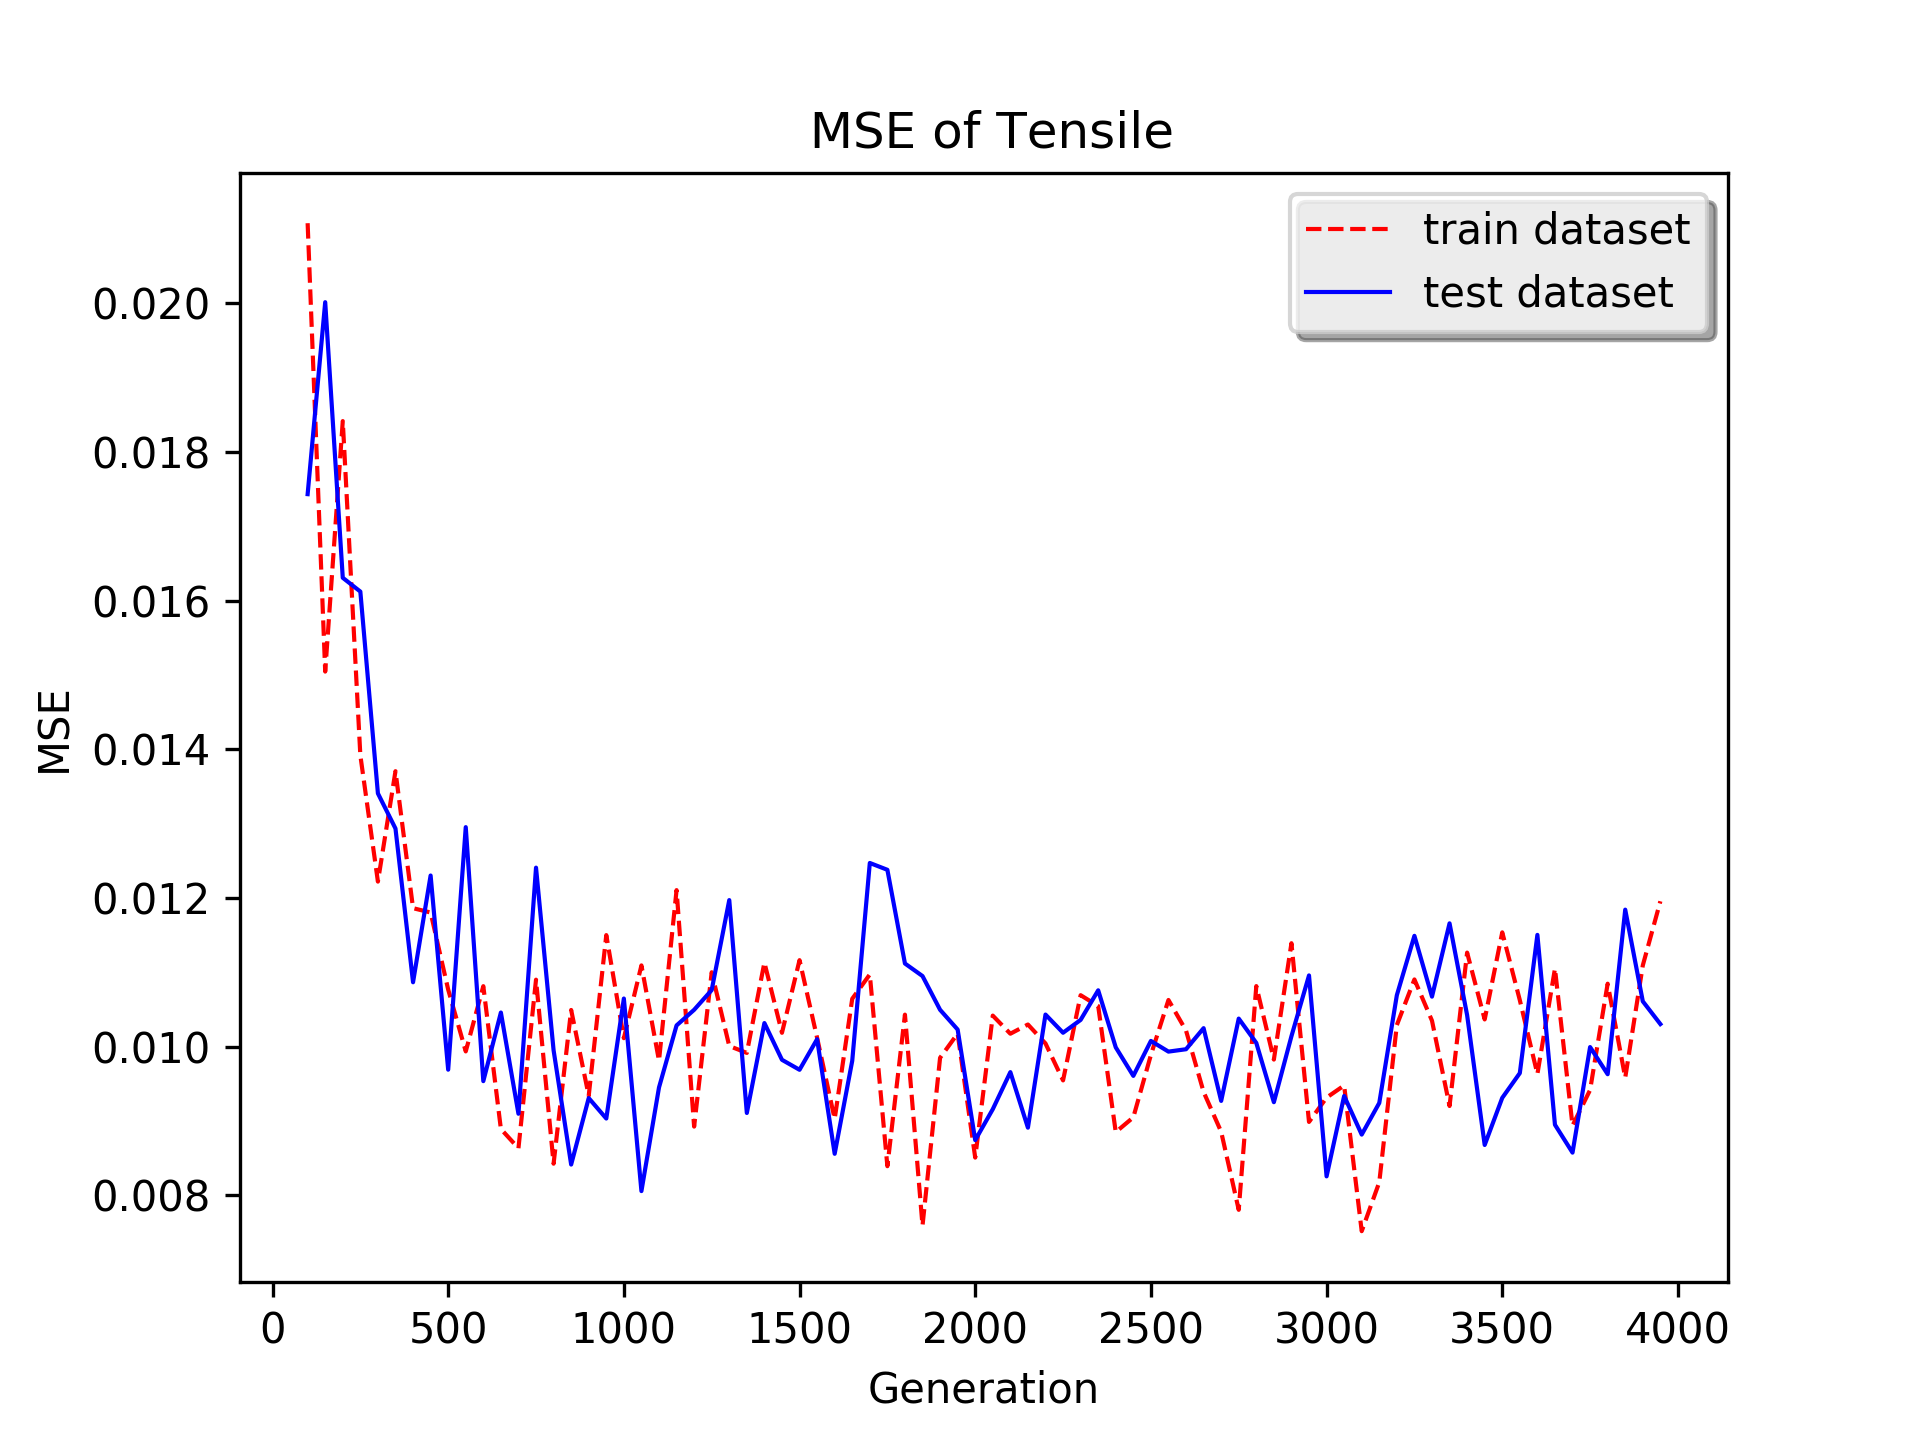 MSE of Tensile
train dataset
test dataset
0.020
0.018
0.016
0.014
0.012
0.010
0.008
MSE
0 500 1000 1500 2000 2500 3000 3500 4000
Generation